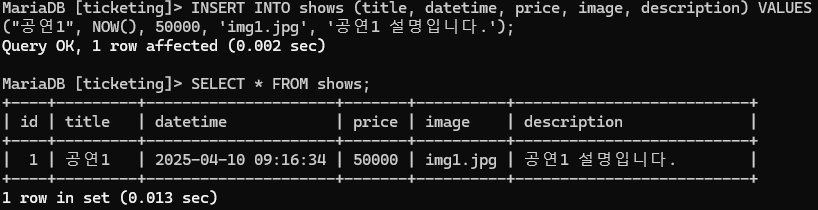 MariaDB [ticketing]> INSERT INTO shows (title, datetime, price, image, description) VALUES
("공연1", NOW(), 50000, 'img1.jpg', '공연1 설명입니다.');
Query OK, 1 row affected (0.002 sec)

MariaDB [ticketing]> SELECT * FROM shows;
+----+---------+---------------------+-------+----------+--------------------------+
| id | title   | datetime            | price | image    | description              |
+----+---------+---------------------+-------+----------+--------------------------+
|  1 | 공연1   | 2025-04-10 09:16:34 | 50000 | img1.jpg | 공연1 설명입니다.        |
+----+---------+---------------------+-------+----------+--------------------------+
1 row in set (0.013 sec)